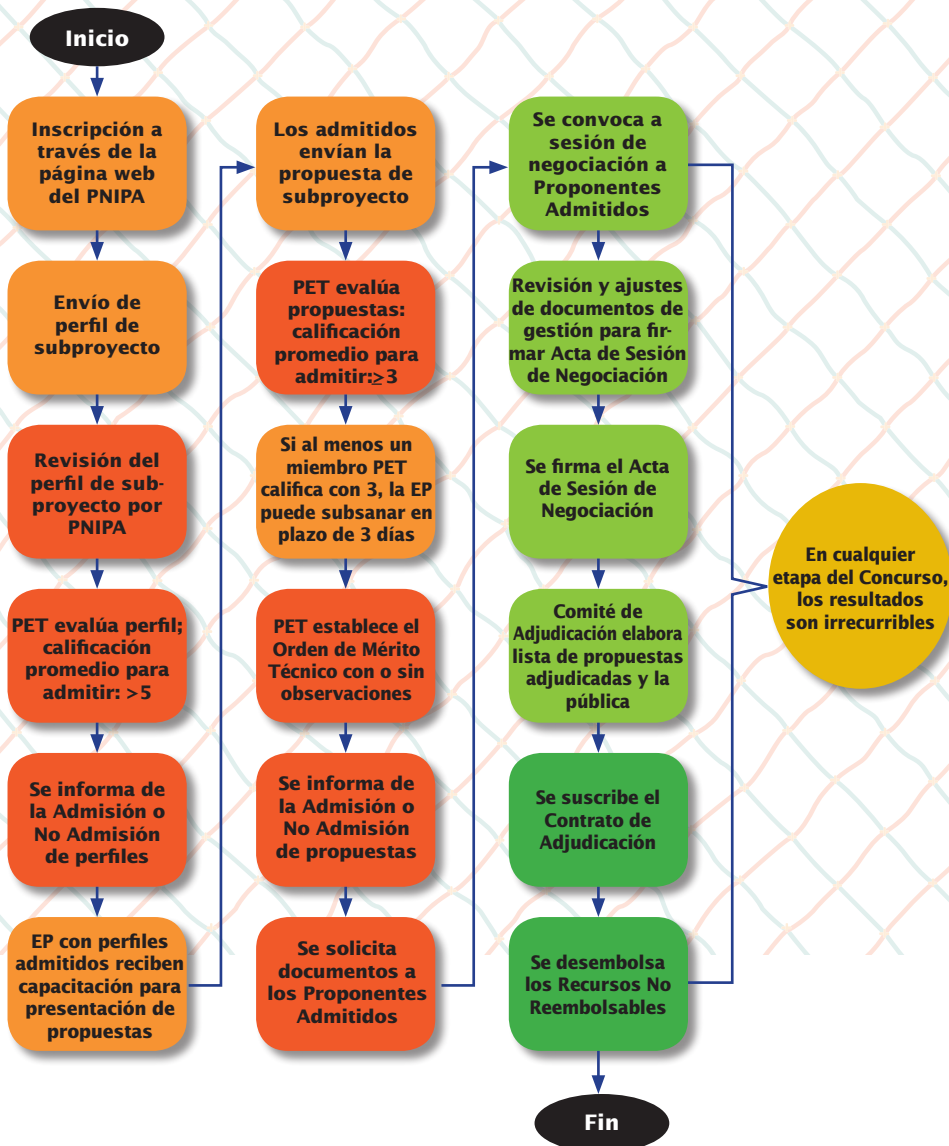 Inicio
Inscripción a
través de la
página web
del PNIPA
Envío de
perfil de
subproyecto
Revisión del
perfil de sub-
proyecto por
PNIPA
PET evalúa perfil;
calificación
promedio para
admitir: >5
Se informa de
la Admisión o
No Admisión
de perfiles
EP con perfiles
admitidos reciben
capacitación para
presentación de
propuestas
Los admitidos
envían la
propuesta de
subproyecto
PET evalúa
propuestas:
calificación
promedio para
admitir:≥3
Si al menos un
miembro PET
califica con 3, la EP
puede subsanar en
plazo de 3 días
PET establece el
Orden de Mérito
Técnico con o sin
observaciones
Se informa de
la Admisión o
No Admisión
de propuestas
Se solicita
documentos a
los Proponentes
Admitidos
Se convoca a
sesión de
negociación a
Proponentes
Admitidos
Revisión y ajustes
de documentos de
gestión para fir-
mar Acta de Sesión
de Negociación
Se firma el Acta
de Sesión de
Negociación
Comité de
Adjudicación elabora
lista de propuestas
adjudicadas y la
pública
Se suscribe el
Contrato de
Adjudicación
Se desembolsa
los Recursos No
Reembolsables
Fin
En cualquier
etapa del Concurso,
los resultados
son irrecurribles